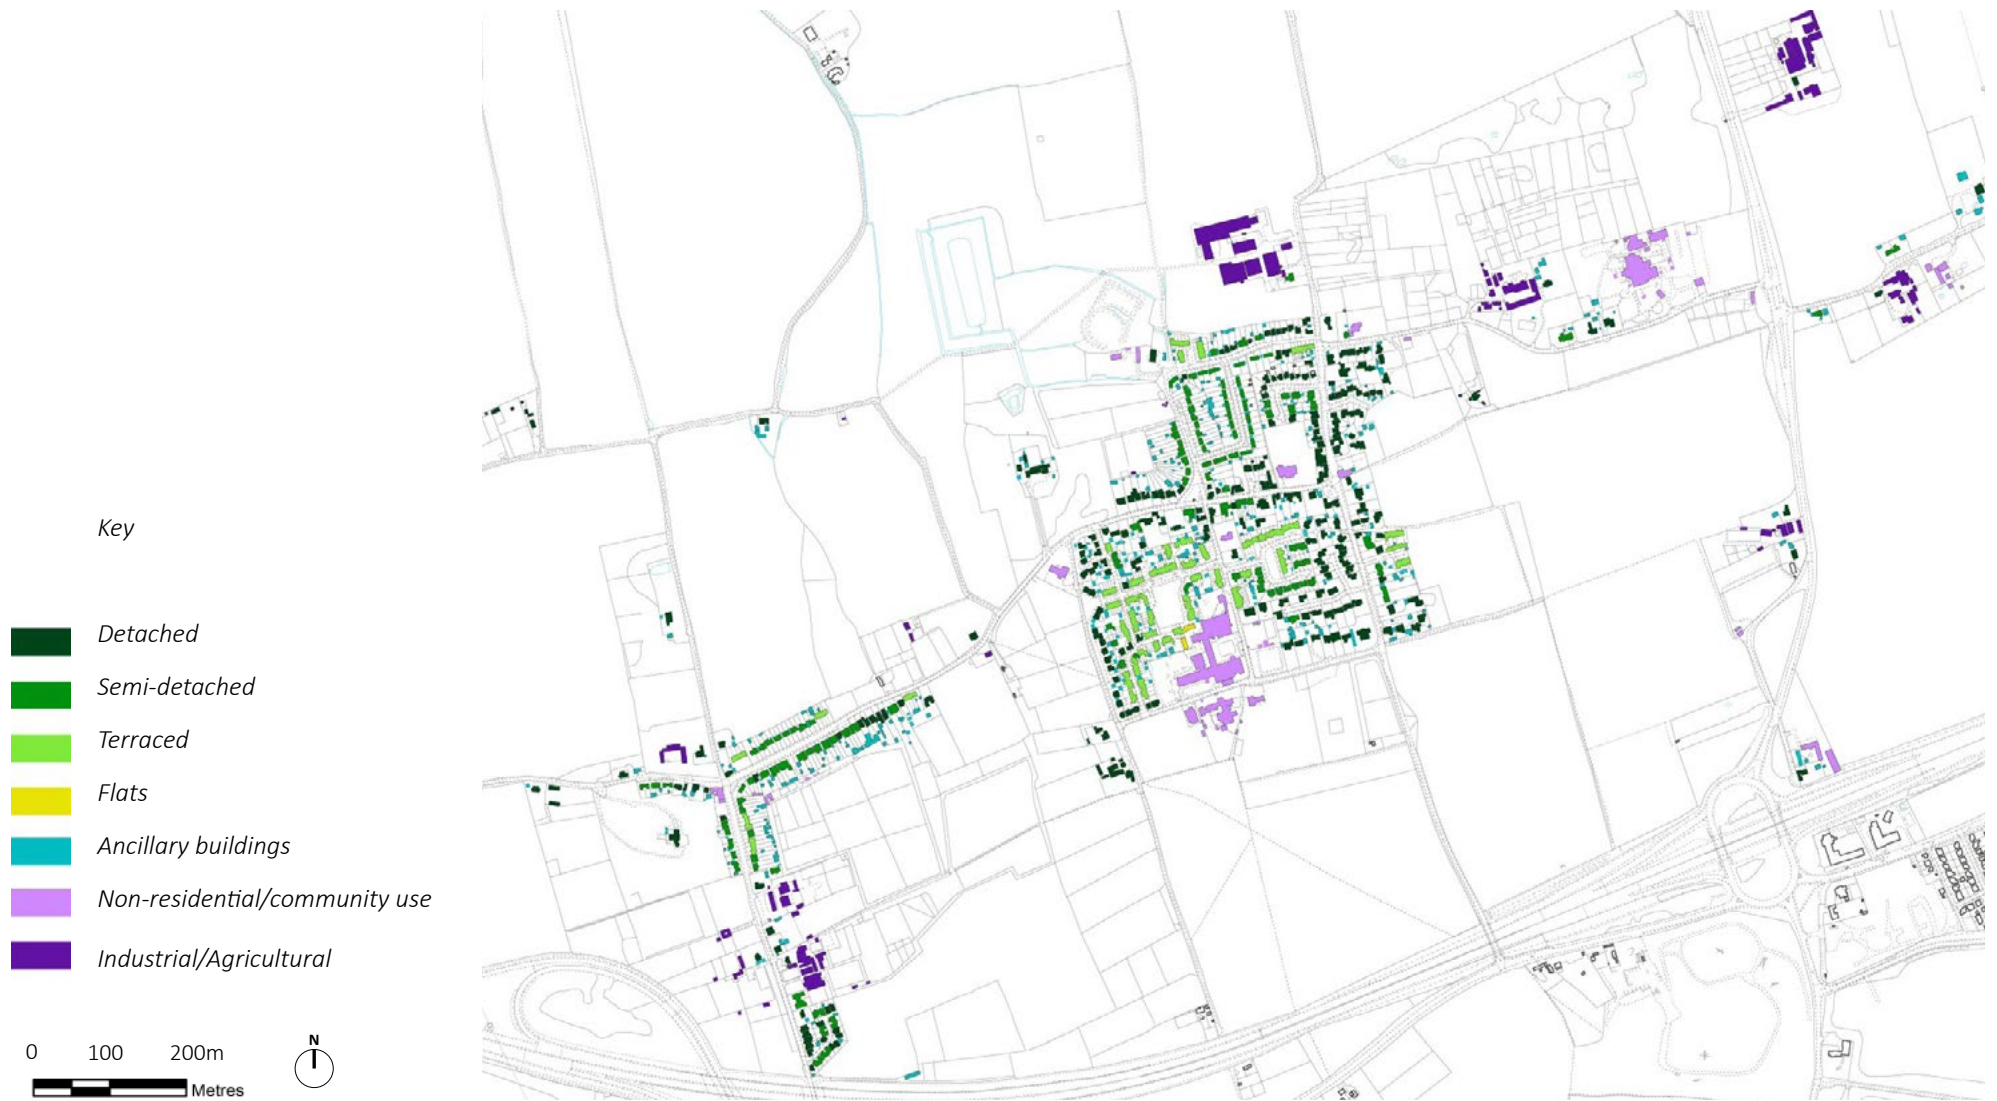 Key
Detached
Semi-detached
Terraced
Flats
Ancillary buildings
Non-residential/community use
Industrial/Agricultural
0 100 200m
Metres
N